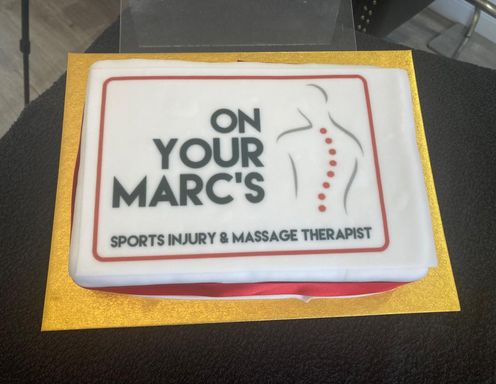 ON
YOUR
MARC'S
SPORTS INJURY & MASSAGE THERAPIST